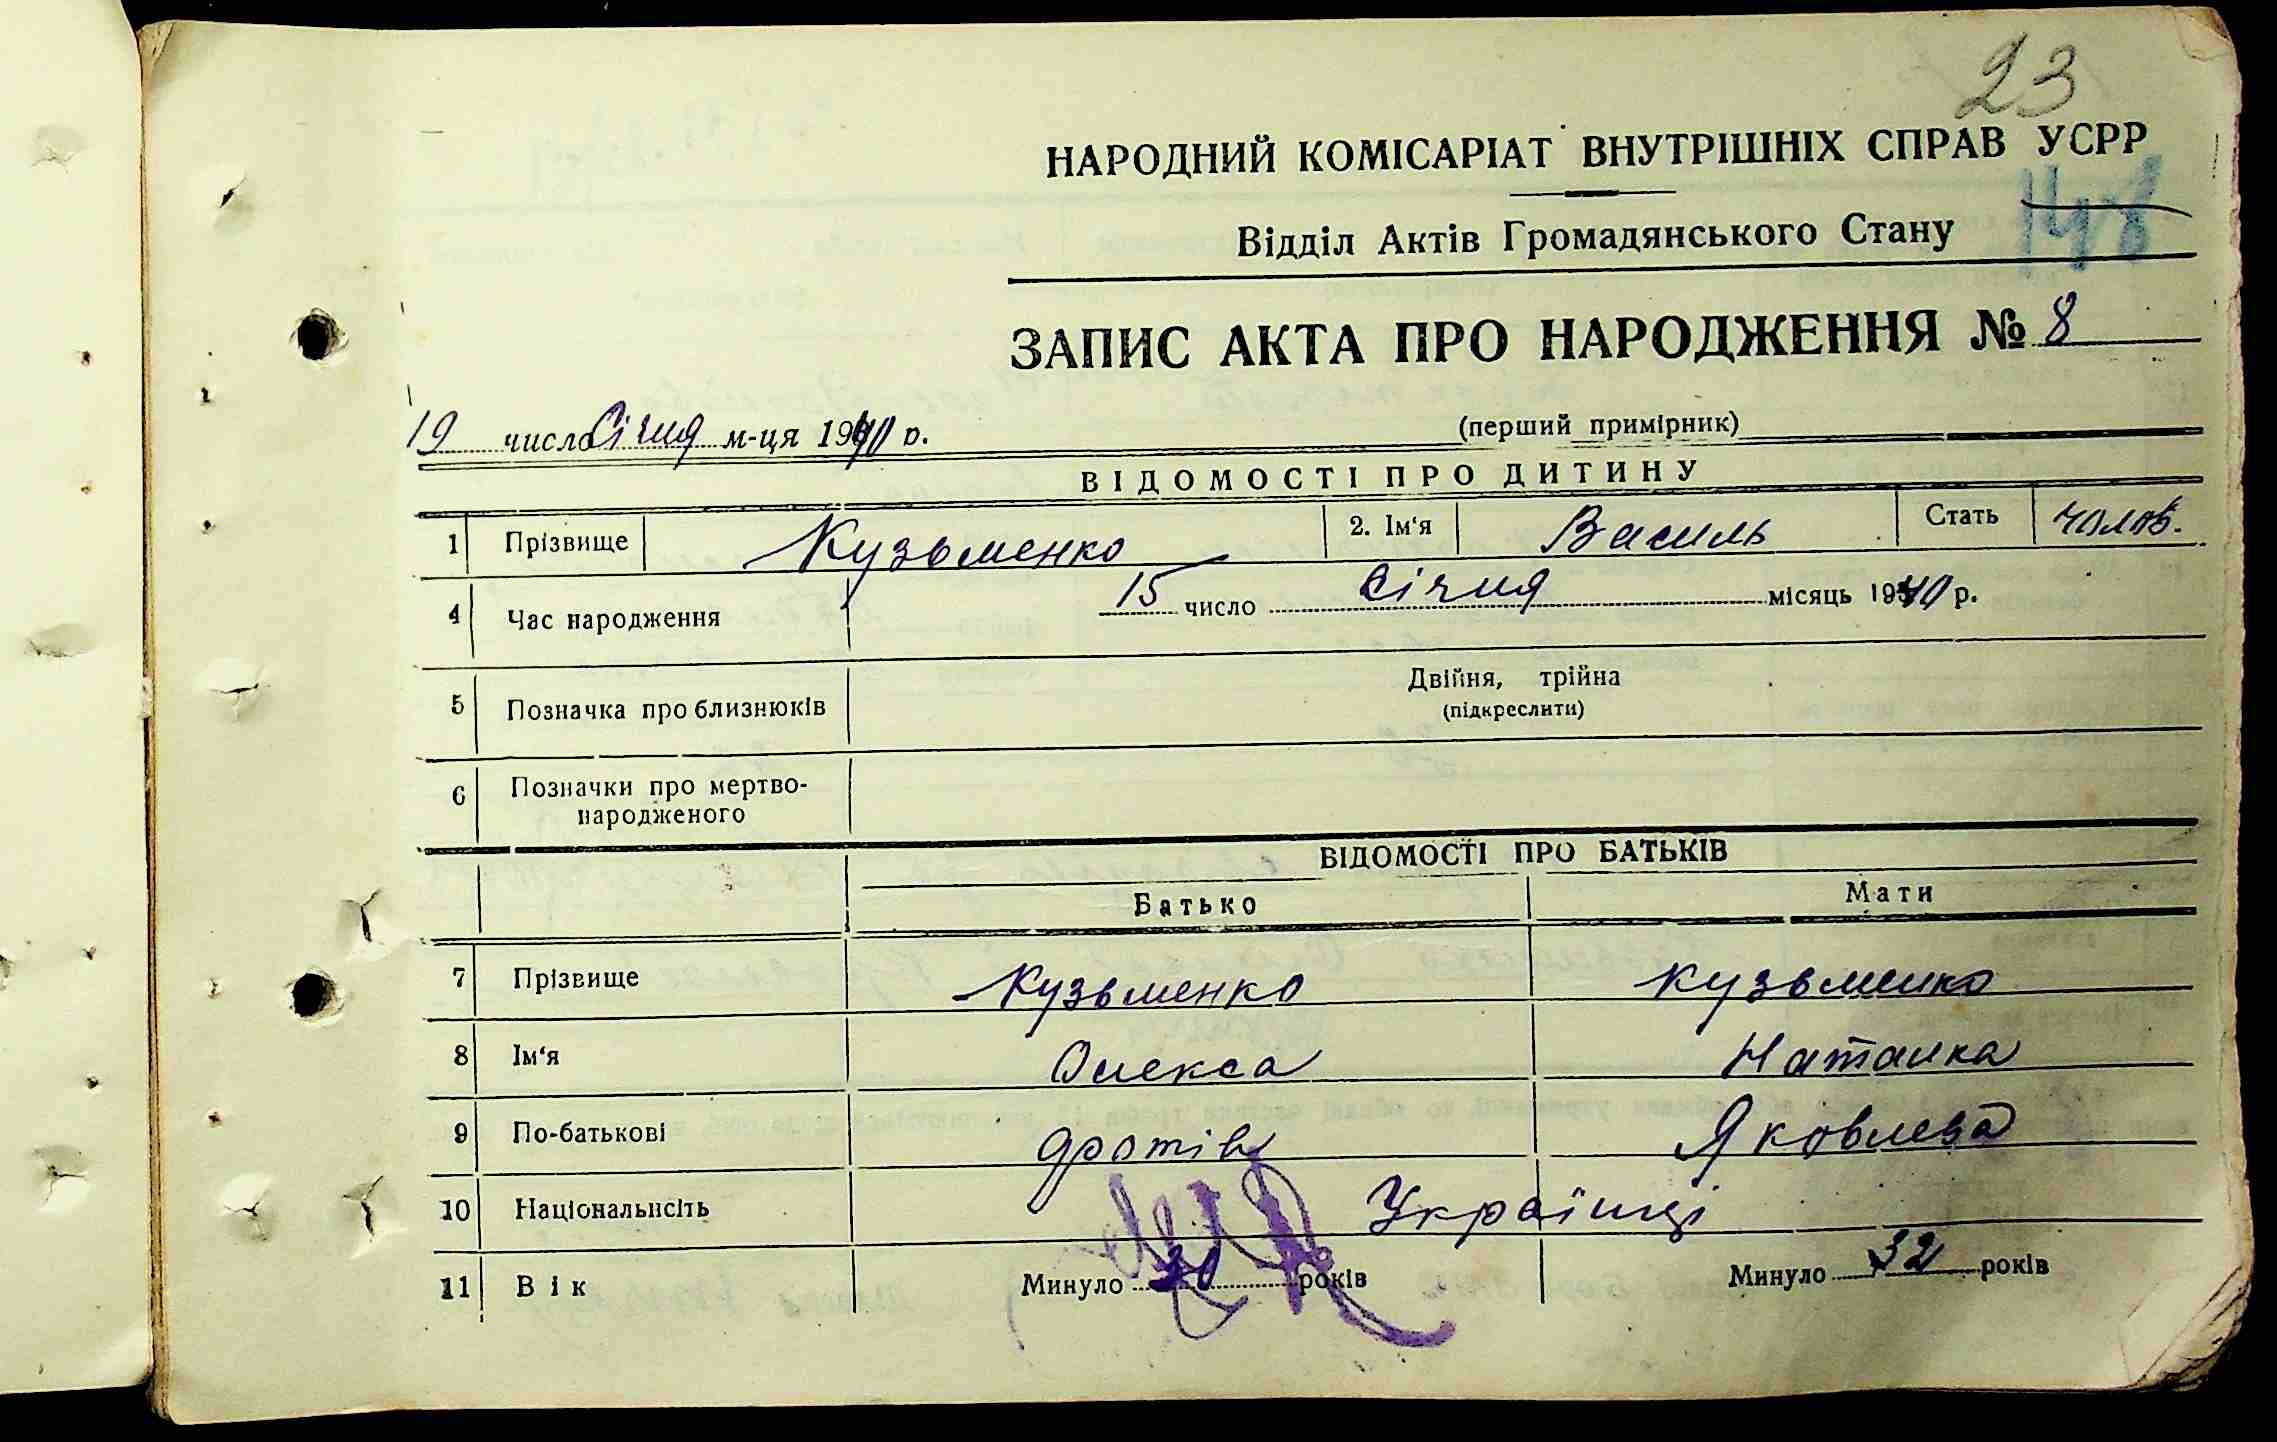 23
НАРОДНИЙ КОМІСАРІАТ ВНУТРІШНІХ СПРАВ УСРР
Відділ Актів Громадянського Стану
ЗАПИС АКТА ПРО НАРОДЖЕННЯ № 8
19 число Січня м-ця 1940 р. (перший примірник)
ВІДОМОСТІ ПРО ДИТИНУ
1 Прізвище Кузьменко 2. Ім'я Василь Стать чолов.
4 Час народження 15 число Січня місяць 1940 р.
5 Позначка про близнюків Двійня, трійна
(підкреслити)
6 Позначки про мертво-
народженого
ВІДОМОСТІ ПРО БАТЬКІВ
Батько Мати
7 Прізвище Кузьменко Кузьменко
8 Ім'я Олекса Наталка
9 По-батькові Яковлева
10 Національність Українці
11 Вік Минуло 30 років Минуло 32 років